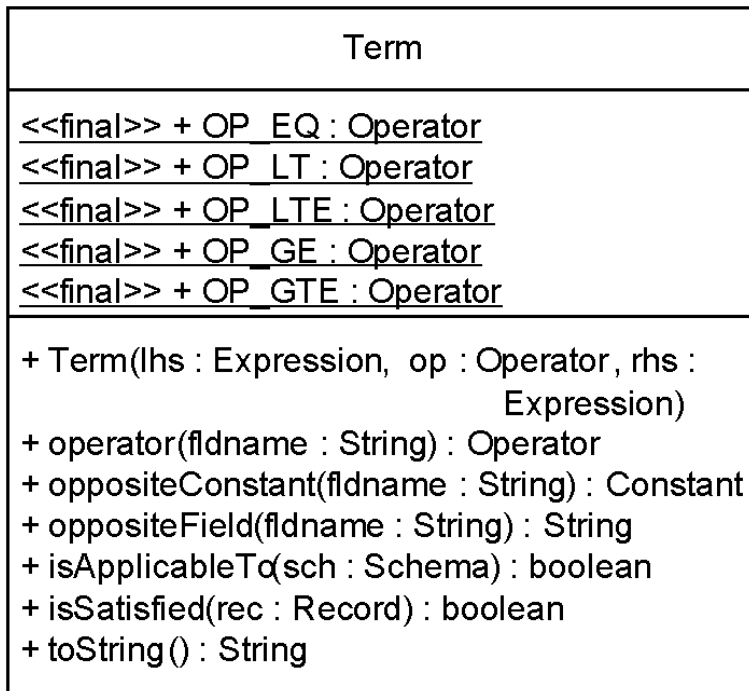 Term
<<final>> + OP_EQ : Operator
<<final>> + OP_LT : Operator
<<final>> + OP_LTE : Operator
<<final>> + OP_GE : Operator
<<final>> + OP_GTE : Operator
+ Term(lhs : Expression, op : Operator, rhs :
Expression)
+ operator(fldname : String) : Operator
+ oppositeConstant(fldname : String) : Constant
+ oppositeField(fldname : String) : String
+ isApplicableTo(sch : Schema) : boolean
+ isSatisfied(rec : Record) : boolean
+ toString() : String